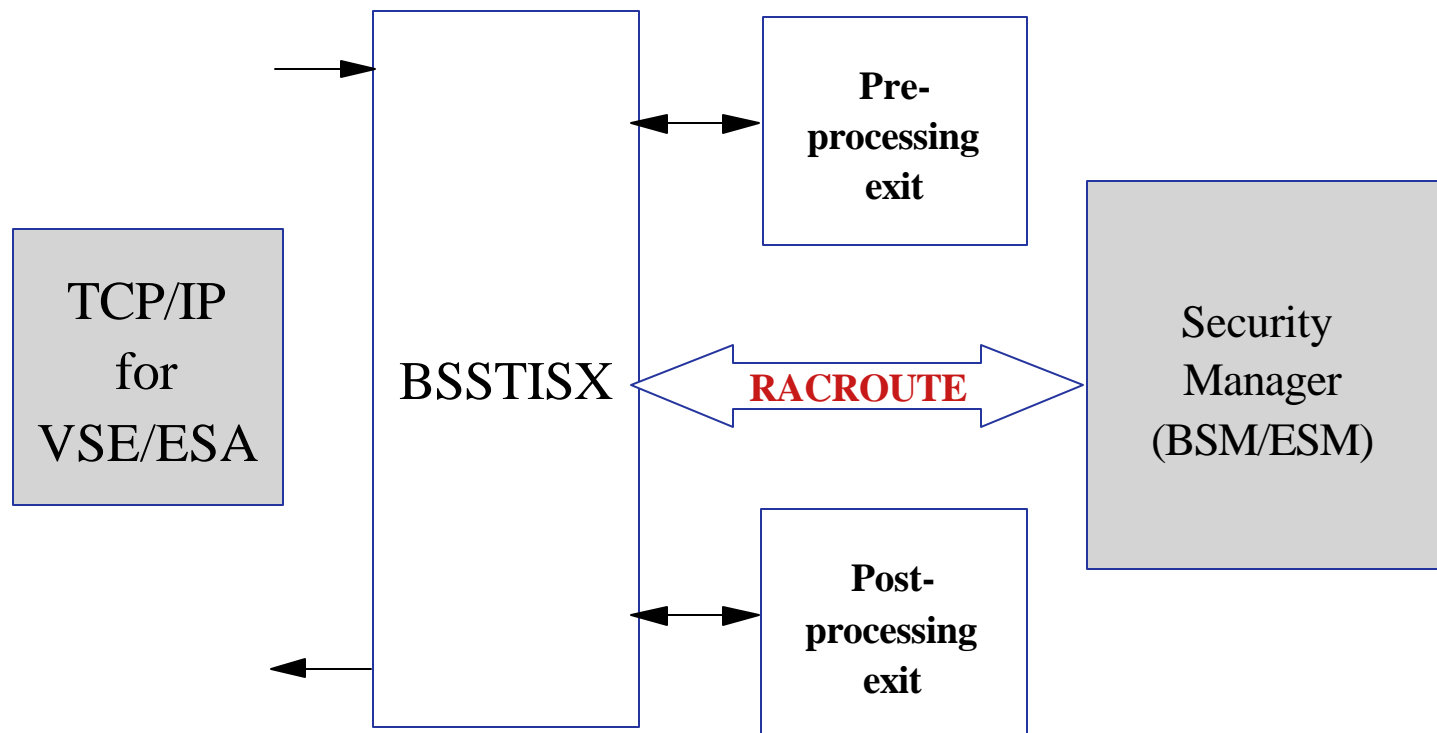 TCP/IP
for
VSE/ESA
BSSTISX
Pre-
processing
exit
RACROUTE
Post-
processing
exit
Security
Manager
(BSM/ESM)